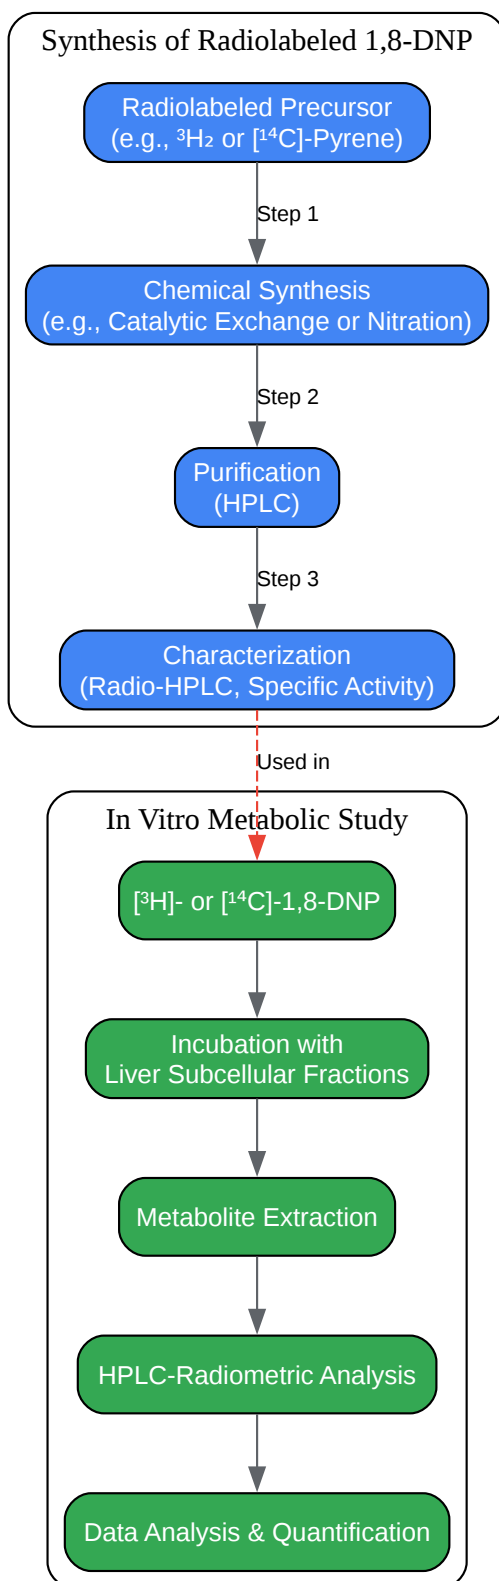 Synthesis of Radiolabeled 1,8-DNP
Radiolabeled Precursor
(e.g., ³H₂ or [¹⁴C]-Pyrene)
Step 1
Chemical Synthesis
(e.g., Catalytic Exchange or Nitration)
Step 2
Purification
(HPLC)
Step 3
Characterization
(Radio-HPLC, Specific Activity)
Used in
In Vitro Metabolic Study
[³H]- or [¹⁴C]-1,8-DNP
Incubation with
Liver Subcellular Fractions
Metabolite Extraction
HPLC-Radiometric Analysis
Data Analysis & Quantification